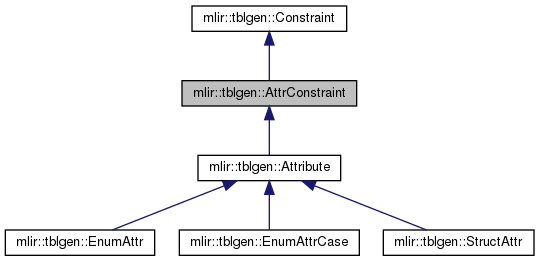 mlir::tblgen::Constraint
mlir::tblgen::AttrConstraint
mlir::tblgen::Attribute
mlir::tblgen::EnumAttr
mlir::tblgen::EnumAttrCase
mlir::tblgen::StructAttr